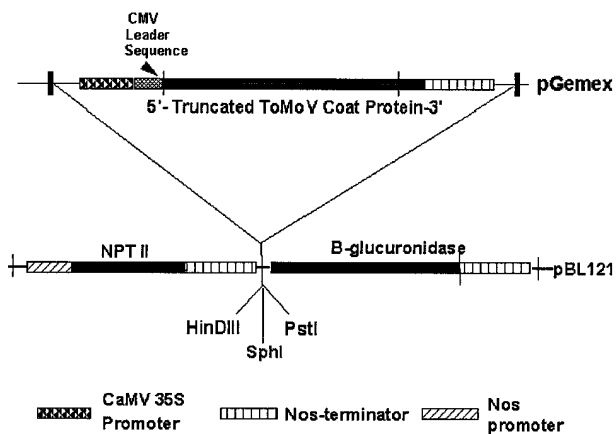 CMV
Leader
Sequence
pGemex
5'- Truncated ToMoV Coat Protein-3'
NPT II
B-glucuronidase
pBL121
HinDIII
PstI
SphI
CaMV 35S
Promoter
Nos-terminator
Nos
promoter